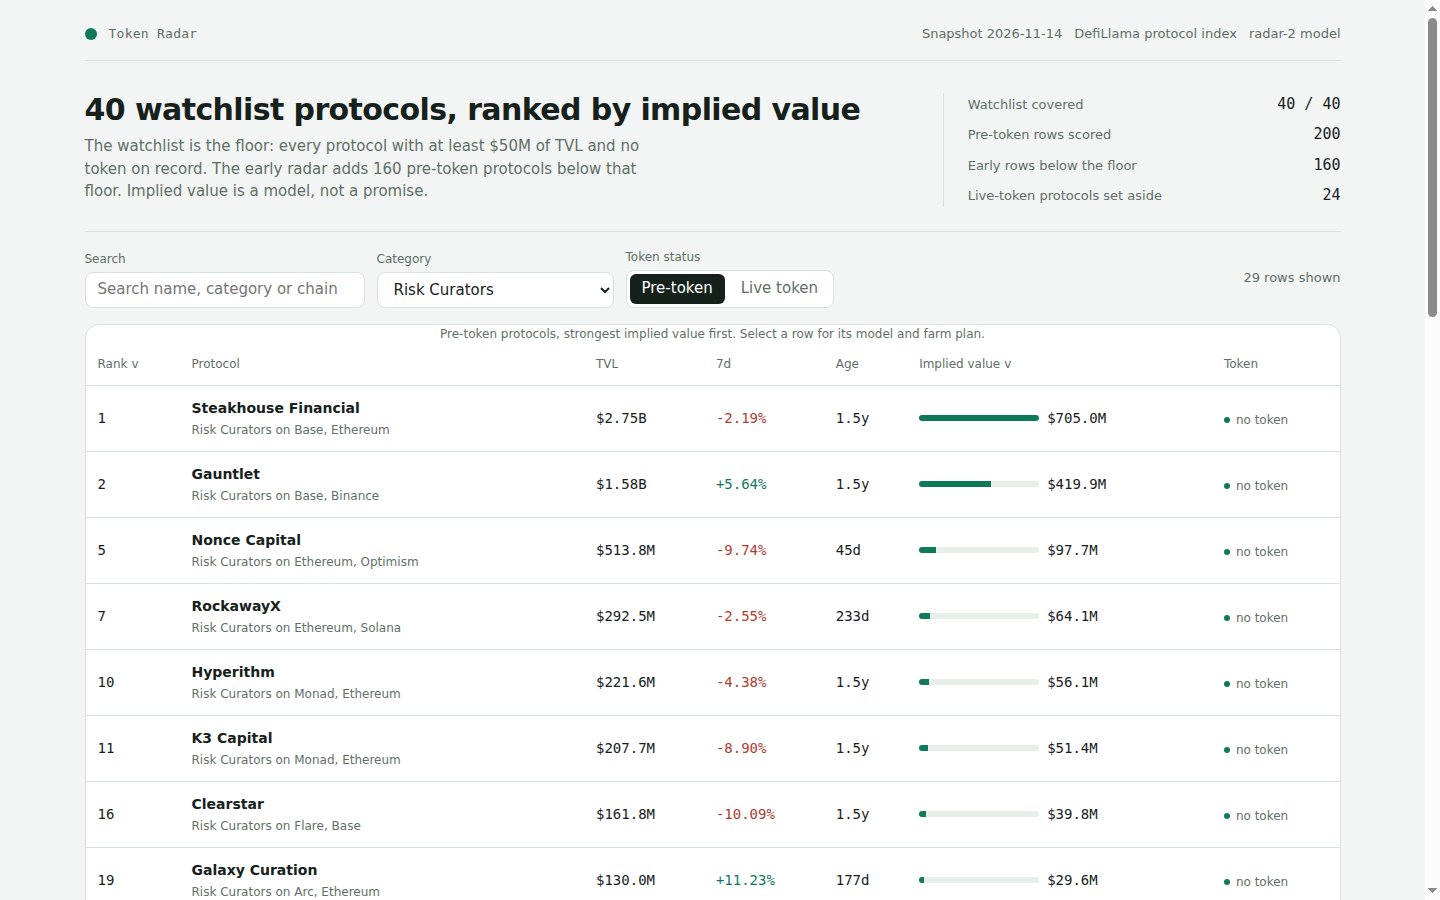 Token Radar
Snapshot 2026-11-14 DefiLlama protocol index radar-2 model
40 watchlist protocols, ranked by implied value
The watchlist is the floor: every protocol with at least $50M of TVL and no
token on record. The early radar adds 160 pre-token protocols below that
floor. Implied value is a model, not a promise.
Watchlist covered 40 / 40
Pre-token rows scored 200
Early rows below the floor 160
Live-token protocols set aside 24
Search
Search name, category or chain
Category
Risk Curators
Token status
Pre-token Live token
29 rows shown
Pre-token protocols, strongest implied value first. Select a row for its model and farm plan.
Rank v Protocol TVL 7d Age Implied value v Token
1 Steakhouse Financial $2.75B -2.19% 1.5y $705.0M no token
Risk Curators on Base, Ethereum
2 Gauntlet $1.58B +5.64% 1.5y $419.9M no token
Risk Curators on Base, Binance
5 Nonce Capital $513.8M -9.74% 45d $97.7M no token
Risk Curators on Ethereum, Optimism
7 RockawayX $292.5M -2.55% 233d $64.1M no token
Risk Curators on Ethereum, Solana
10 Hyperithm $221.6M -4.38% 1.5y $56.1M no token
Risk Curators on Monad, Ethereum
11 K3 Capital $207.7M -8.90% 1.5y $51.4M no token
Risk Curators on Monad, Ethereum
16 Clearstar $161.8M -10.09% 1.5y $39.8M no token
Risk Curators on Flare, Base
19 Galaxy Curation $130.0M +11.23% 177d $29.6M no token
Risk Curators on Arc, Ethereum